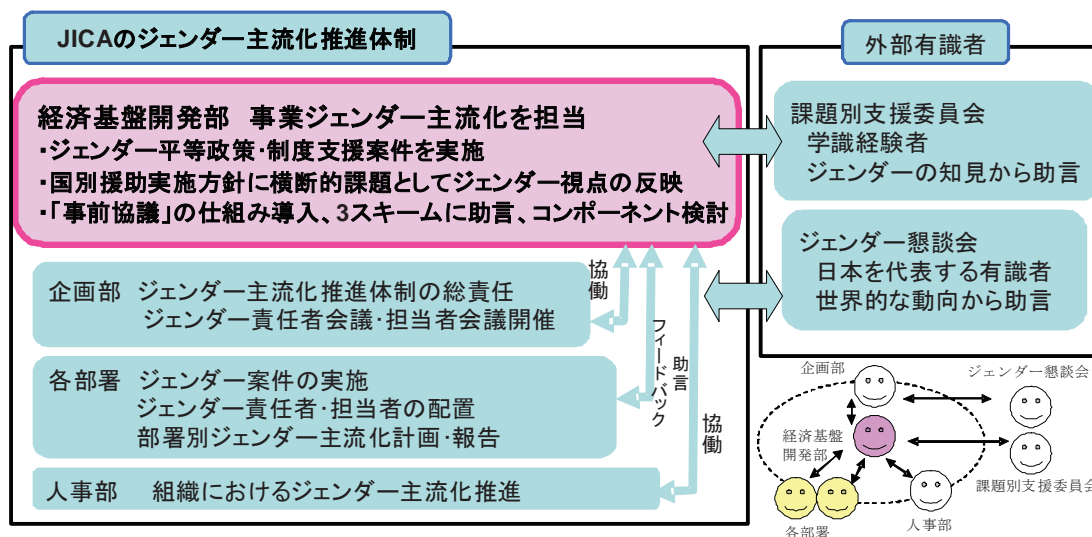 JICAのジェンダー主流化推進体制
経済基盤開発部 事業ジェンダー主流化を担当
・ジェンダー平等政策・制度支援案件を実施
・国別援助実施方針に横断的課題としてジェンダー視点の反映
・「事前協議」の仕組み導入、3スキームに助言、コンポーネント検討
企画部 ジェンダー主流化推進体制の総責任
ジェンダー責任者会議・担当者会議開催
各部署 ジェンダー案件の実施
ジェンダー責任者・担当者の配置
部署別ジェンダー主流化計画・報告
人事部 組織におけるジェンダー主流化推進
協働
フィードバック
助言
協働
外部有識者
課題別支援委員会
学識経験者
ジェンダーの知見から助言
ジェンダー懇談会
日本を代表する有識者
世界的な動向から助言
企画部
ジェンダー懇談会
経済基盤
開発部
課題別支援委員会
各部署
人事部